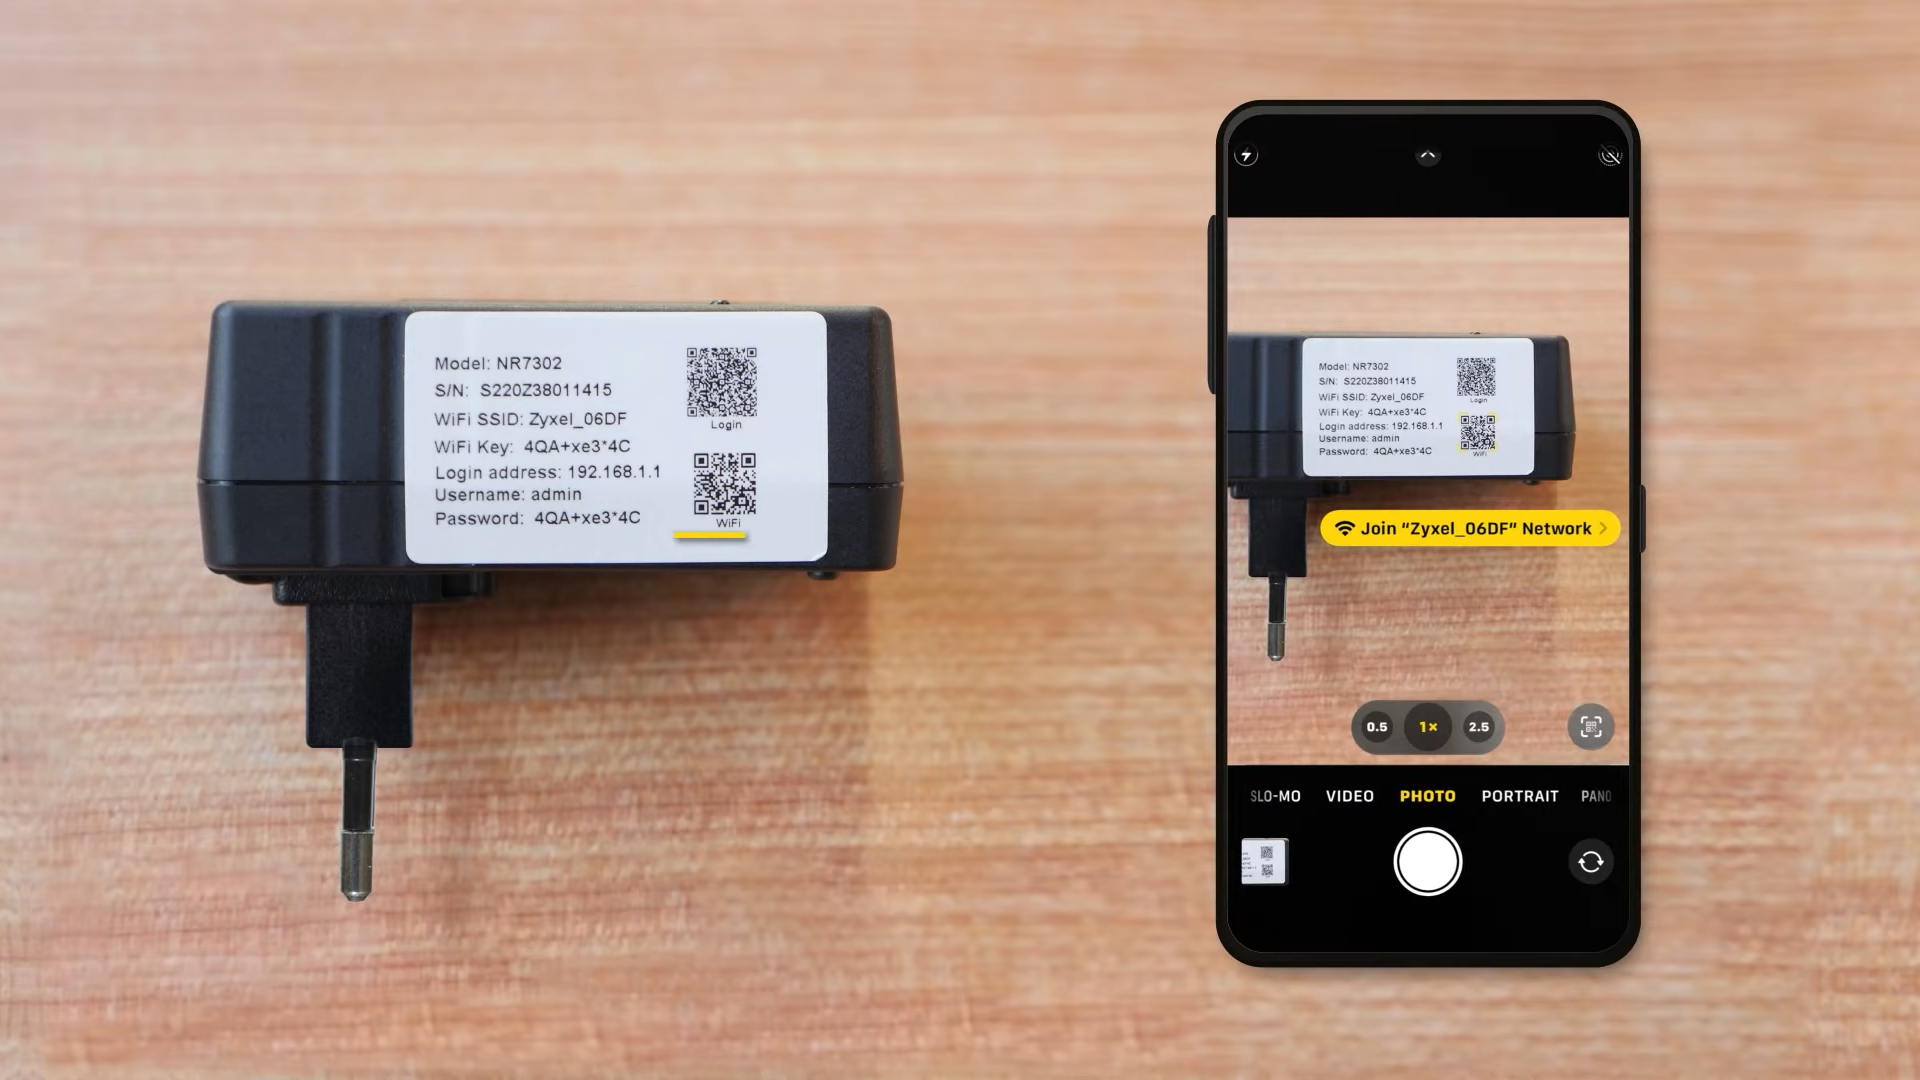 Model: NR7302
S/N: S220Z38011415
WiFi SSID: Zyxel_06DF
WiFi Key: 4QA+xe3*4C
Login address: 192.168.1.1
Username: admin
Password: 4QA+xe3*4C
Login
WiFi
Model: NR7302
S/N: S220Z38011415
WiFi SSID: Zyxel_06DF
WiFi Key: 4QA+xe3*4C
Login address: 192.168.1.1
Username: admin
Password: 4QA+xe3*4C
Login
WiFi
Join “Zyxel_06DF” Network
0.5 1× 2.5
SLO-MO VIDEO PHOTO PORTRAIT PANO